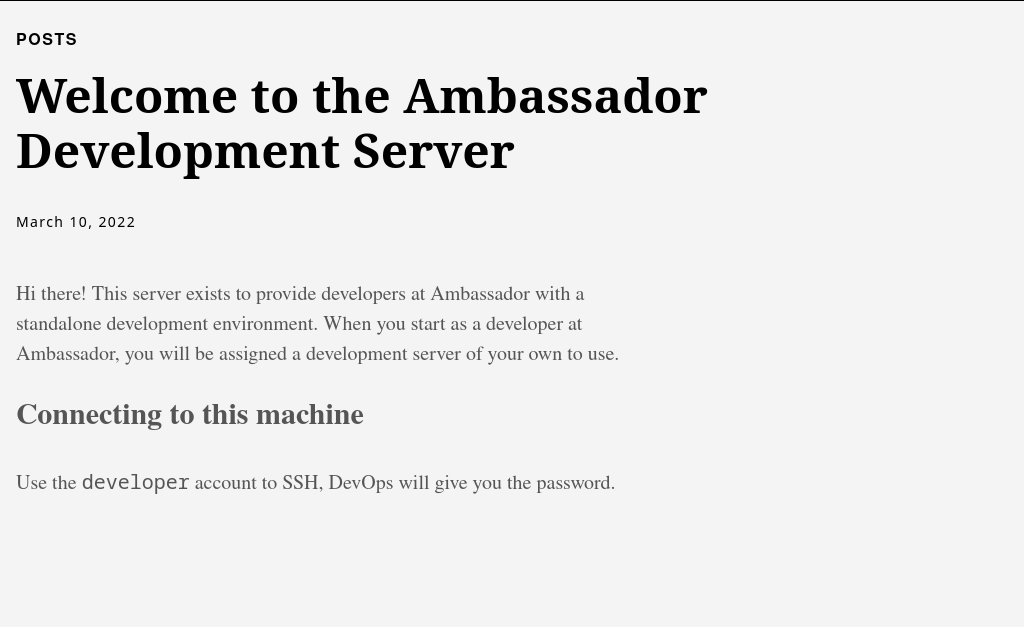 POSTS
Welcome to the Ambassador
Development Server
March 10, 2022
Hi there! This server exists to provide developers at Ambassador with a
standalone development environment. When you start as a developer at
Ambassador, you will be assigned a development server of your own to use.
Connecting to this machine
Use the developer account to SSH, DevOps will give you the password.